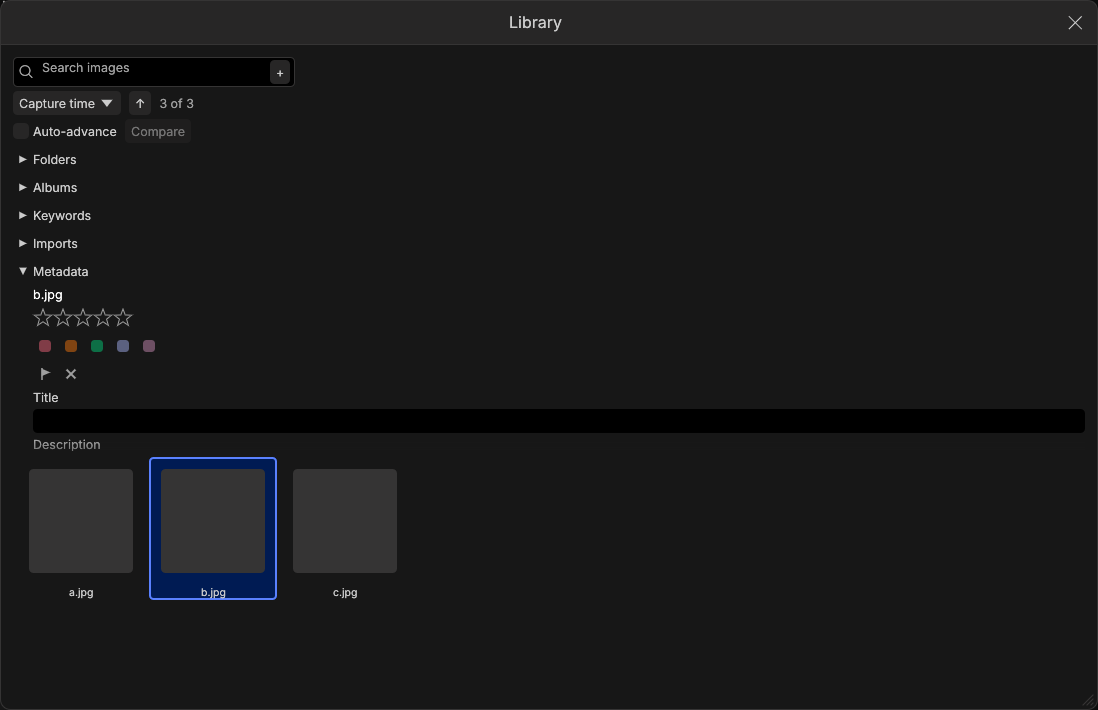 Library
Search images
+
Capture time
3 of 3
Auto-advance Compare
Folders
Albums
Keywords
Imports
Metadata
b.jpg
Title
Description
a.jpg b.jpg c.jpg